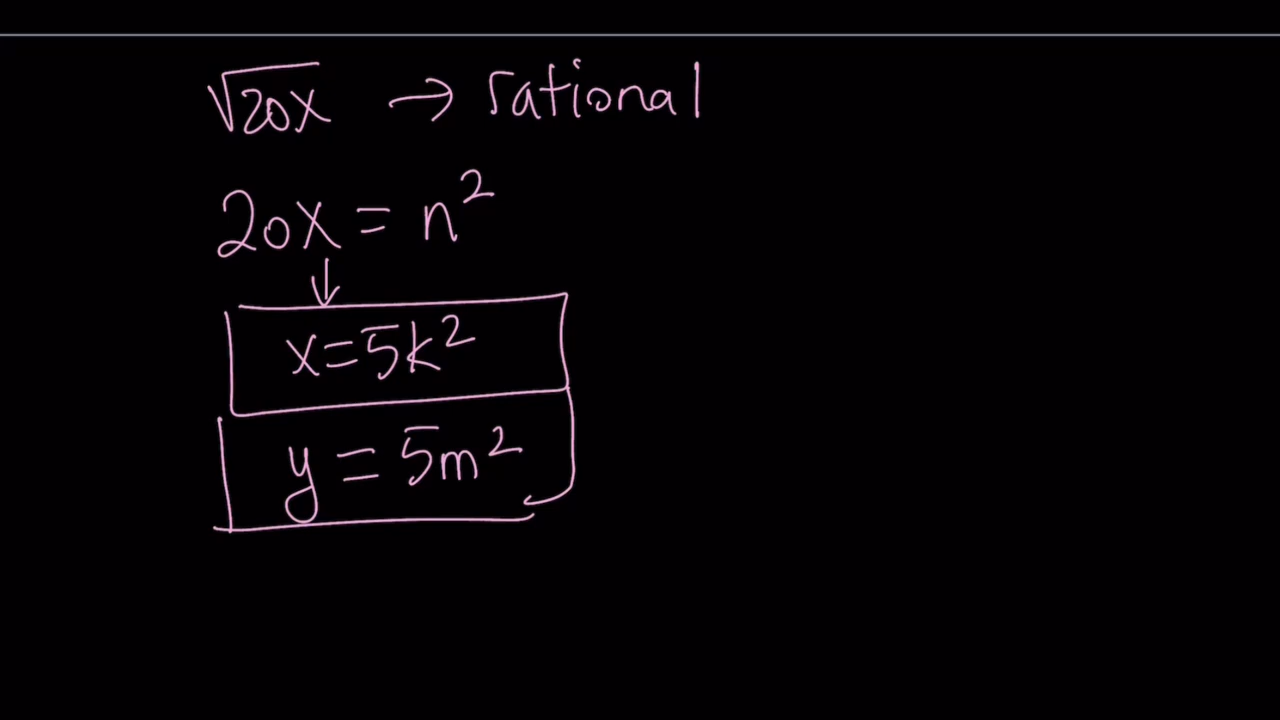 √20x → rational
20x = n²
↓
x=5k²
y = 5m²